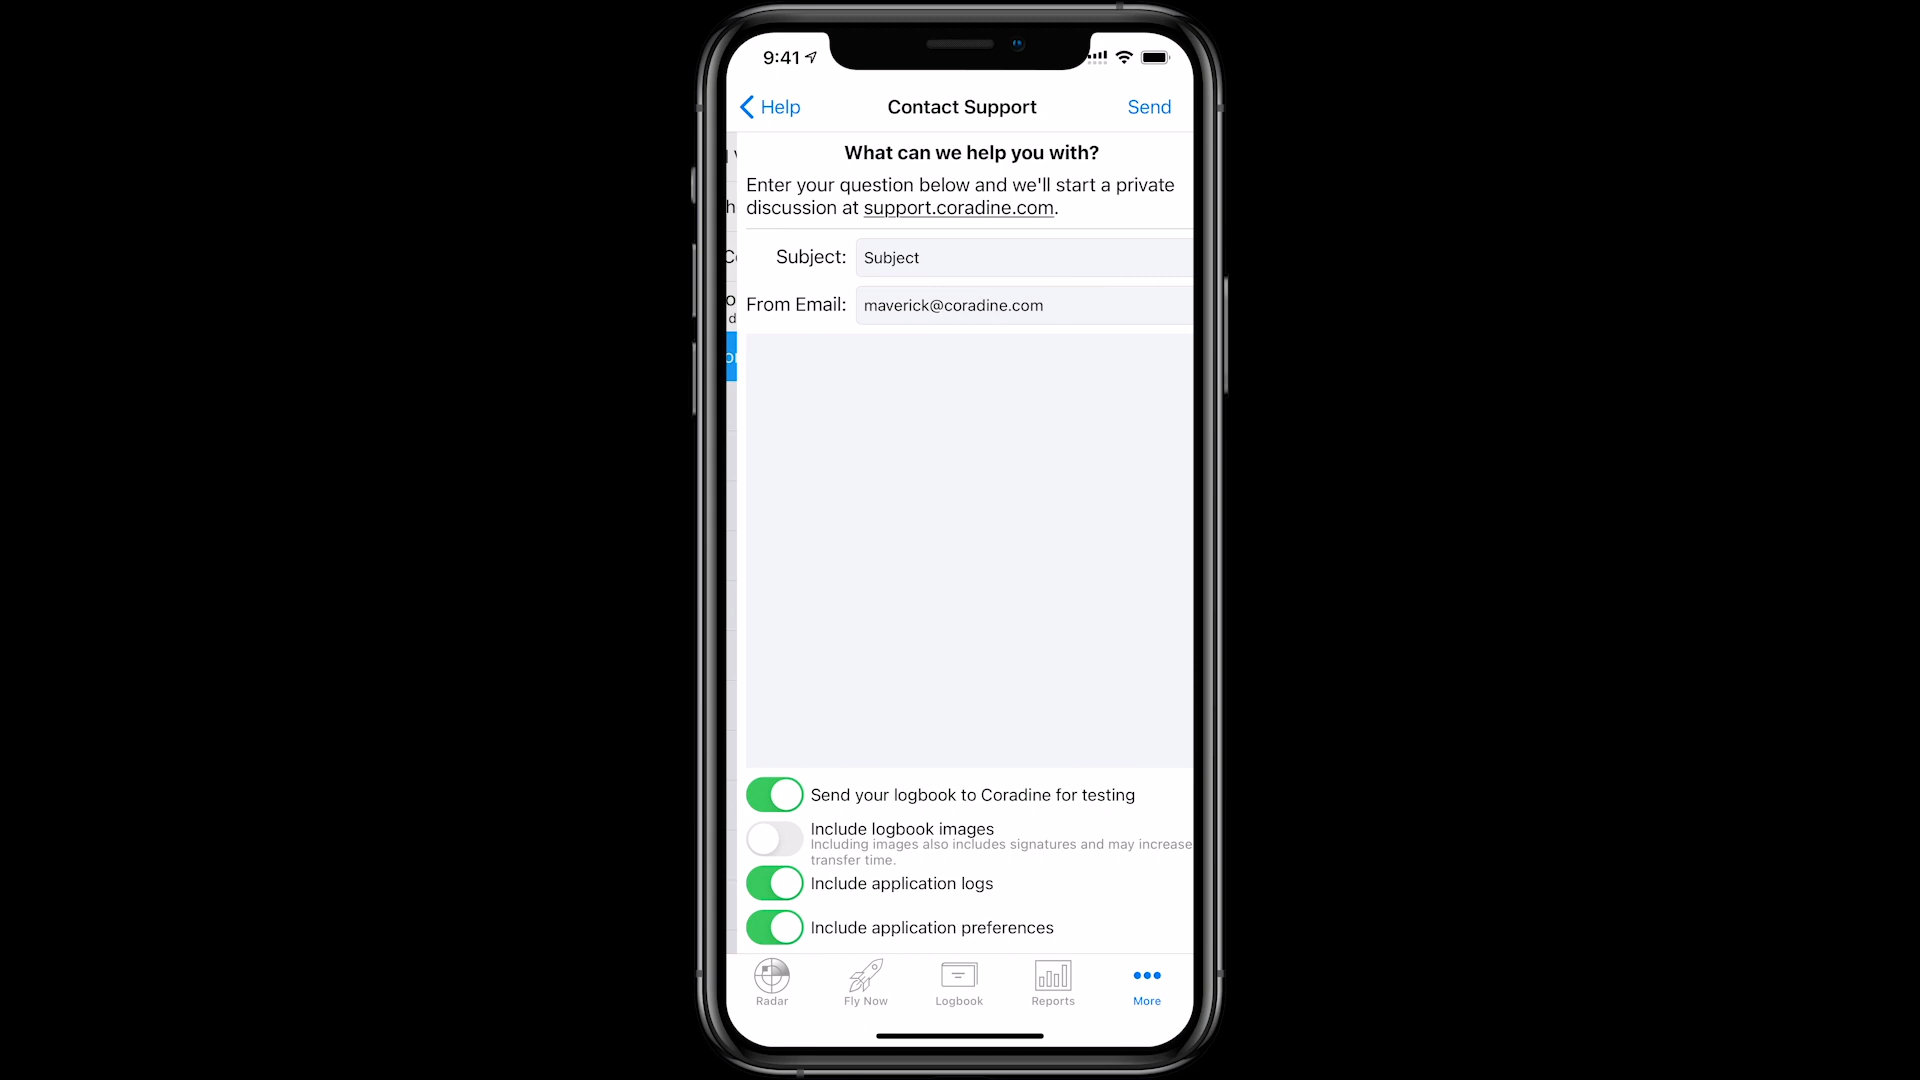 9:41
Help
Contact Support
Send
What can we help you with?
Enter your question below and we'll start a private
discussion at support.coradine.com.
Subject: Subject
From Email: maverick@coradine.com
Send your logbook to Coradine for testing
Include logbook images
Including images also includes signatures and may increase
transfer time.
Include application logs
Include application preferences
Radar
Fly Now
Logbook
Reports
More